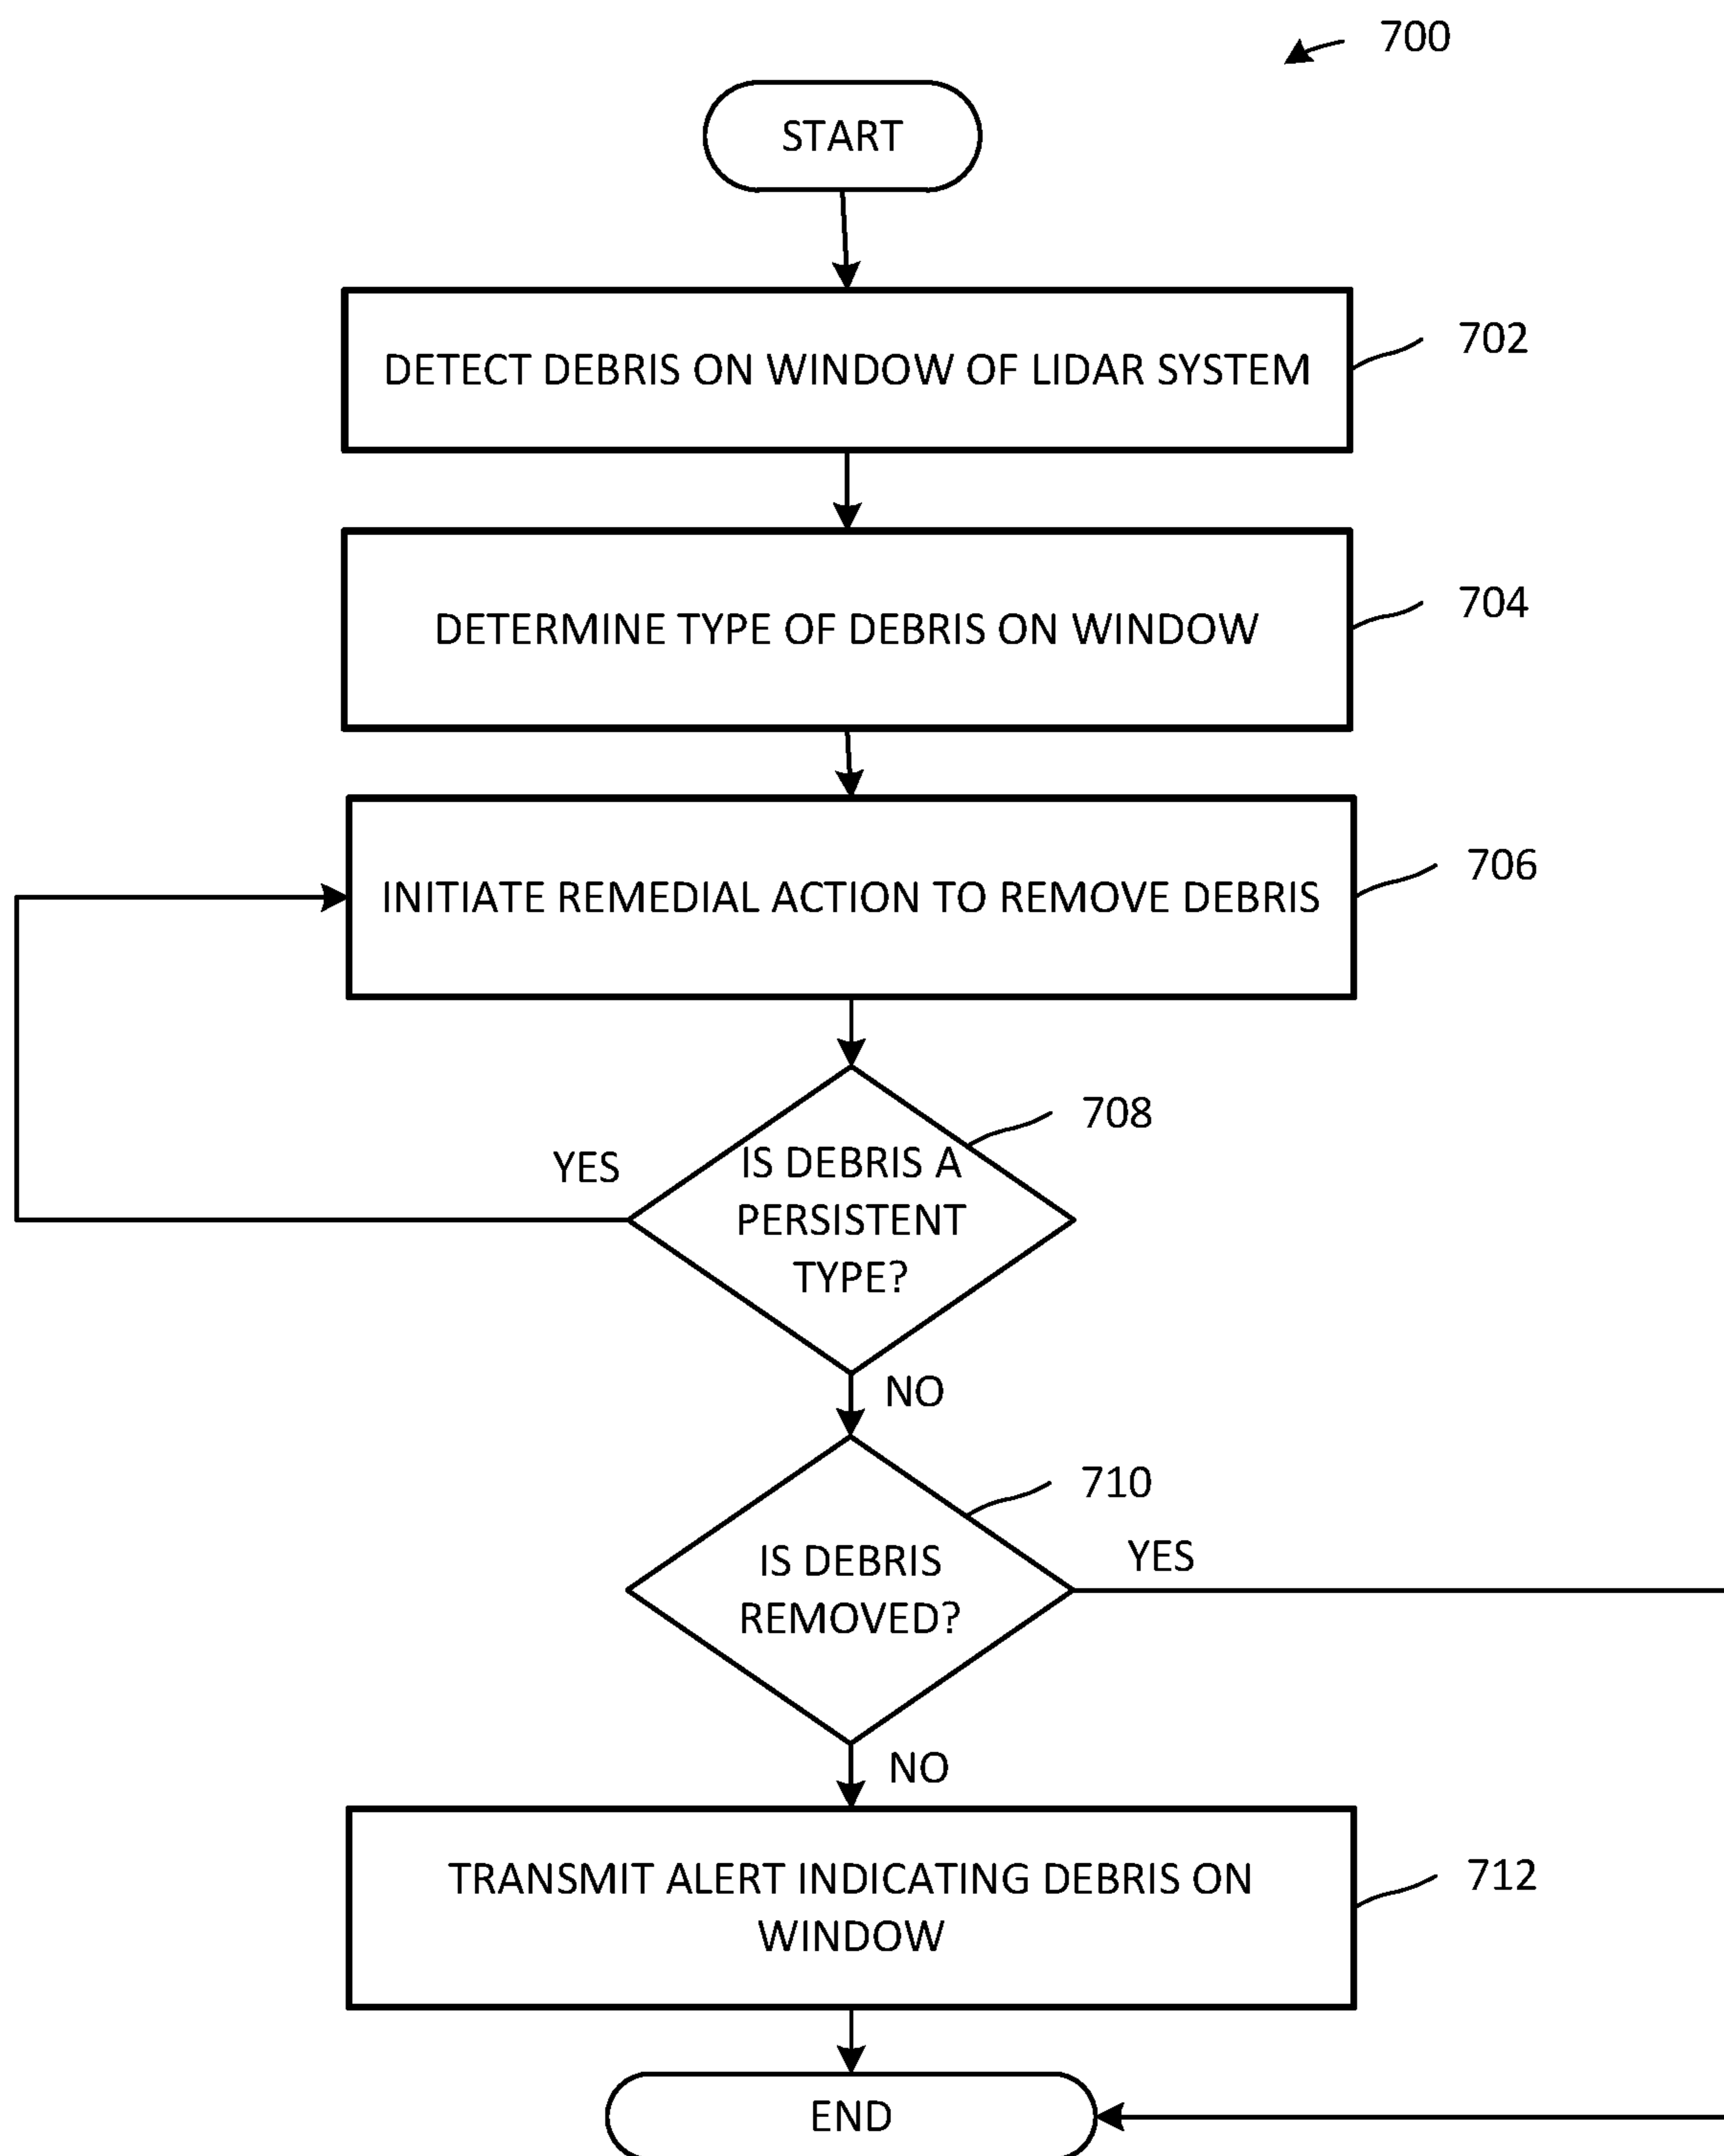 700
START
DETECT DEBRIS ON WINDOW OF LIDAR SYSTEM
702
DETERMINE TYPE OF DEBRIS ON WINDOW
704
INITIATE REMEDIAL ACTION TO REMOVE DEBRIS
706
708
YES
IS DEBRIS A
PERSISTENT
TYPE?
NO
710
YES
IS DEBRIS
REMOVED?
NO
TRANSMIT ALERT INDICATING DEBRIS ON
WINDOW
712
END